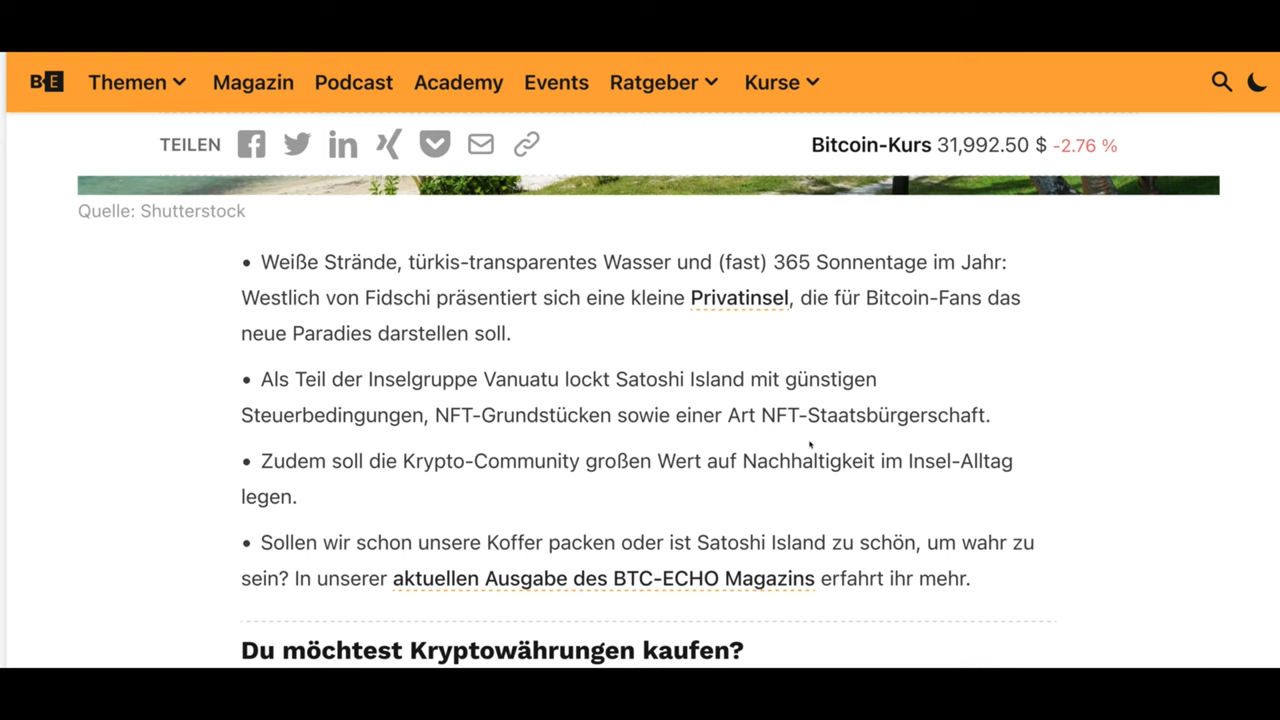 BE Themen Magazin Podcast Academy Events Ratgeber Kurse
TEILEN Bitcoin-Kurs 31,992.50 $ -2.76 %
Quelle: Shutterstock
• Weiße Strände, türkis-transparentes Wasser und (fast) 365 Sonnentage im Jahr:
Westlich von Fidschi präsentiert sich eine kleine Privatinsel, die für Bitcoin-Fans das
neue Paradies darstellen soll.
• Als Teil der Inselgruppe Vanuatu lockt Satoshi Island mit günstigen
Steuerbedingungen, NFT-Grundstücken sowie einer Art NFT-Staatsbürgerschaft.
• Zudem soll die Krypto-Community großen Wert auf Nachhaltigkeit im Insel-Alltag
legen.
• Sollen wir schon unsere Koffer packen oder ist Satoshi Island zu schön, um wahr zu
sein? In unserer aktuellen Ausgabe des BTC-ECHO Magazins erfahrt ihr mehr.
Du möchtest Kryptowährungen kaufen?